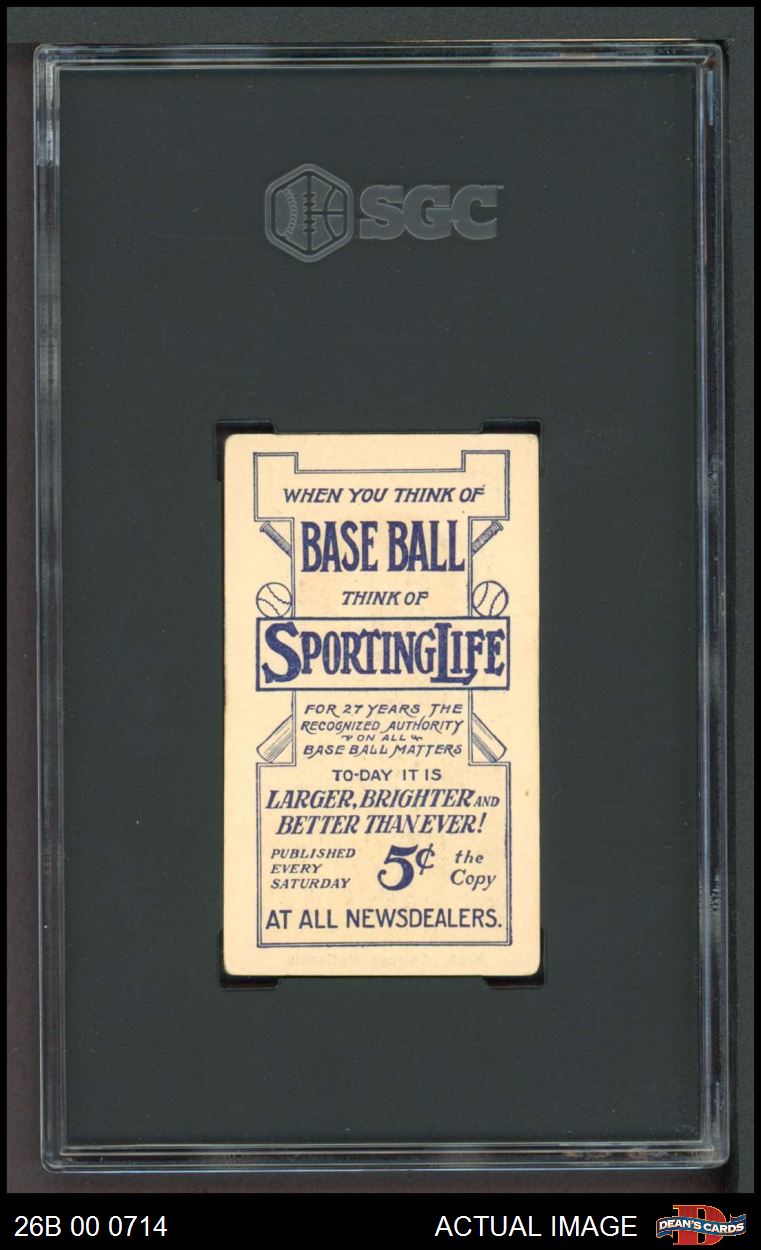 SGC
WHEN YOU THINK OF
BASE BALL
THINK OF
SPORTING LIFE
FOR 27 YEARS THE
RECOGNIZED AUTHORITY
ON ALL
BASE BALL MATTERS
TO-DAY IT IS
LARGER, BRIGHTER AND
BETTER THAN EVER!
PUBLISHED
EVERY
SATURDAY
5¢
the
Copy
AT ALL NEWSDEALERS.
26B 00 0714
ACTUAL IMAGE
DEAN'S CARDS